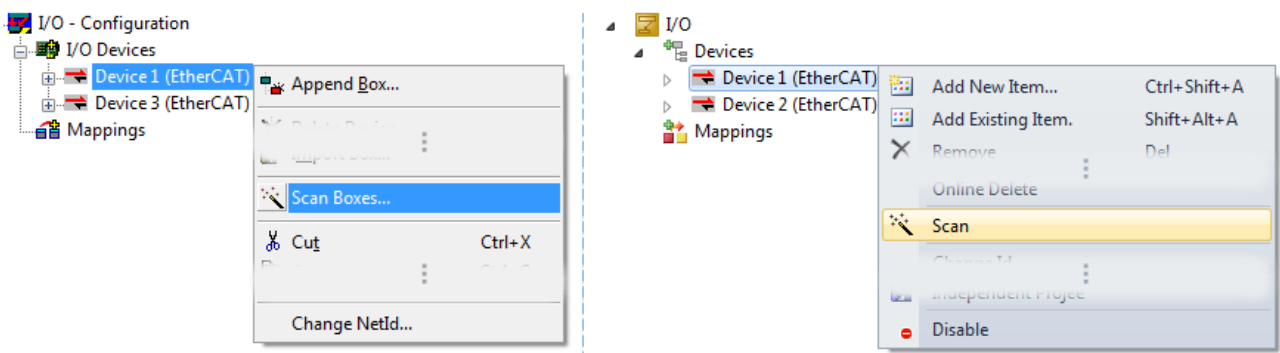 I/O - Configuration
I/O Devices
Device 1 (EtherCAT)
Device 3 (EtherCAT)
Mappings
Append Box...
Scan Boxes...
Cut Ctrl+X
Change NetId...
I/O
Devices
Device 1 (EtherCAT)
Device 2 (EtherCAT)
Mappings
Add New Item... Ctrl+Shift+A
Add Existing Item. Shift+Alt+A
Remove Del
Online Delete
Scan
Disable